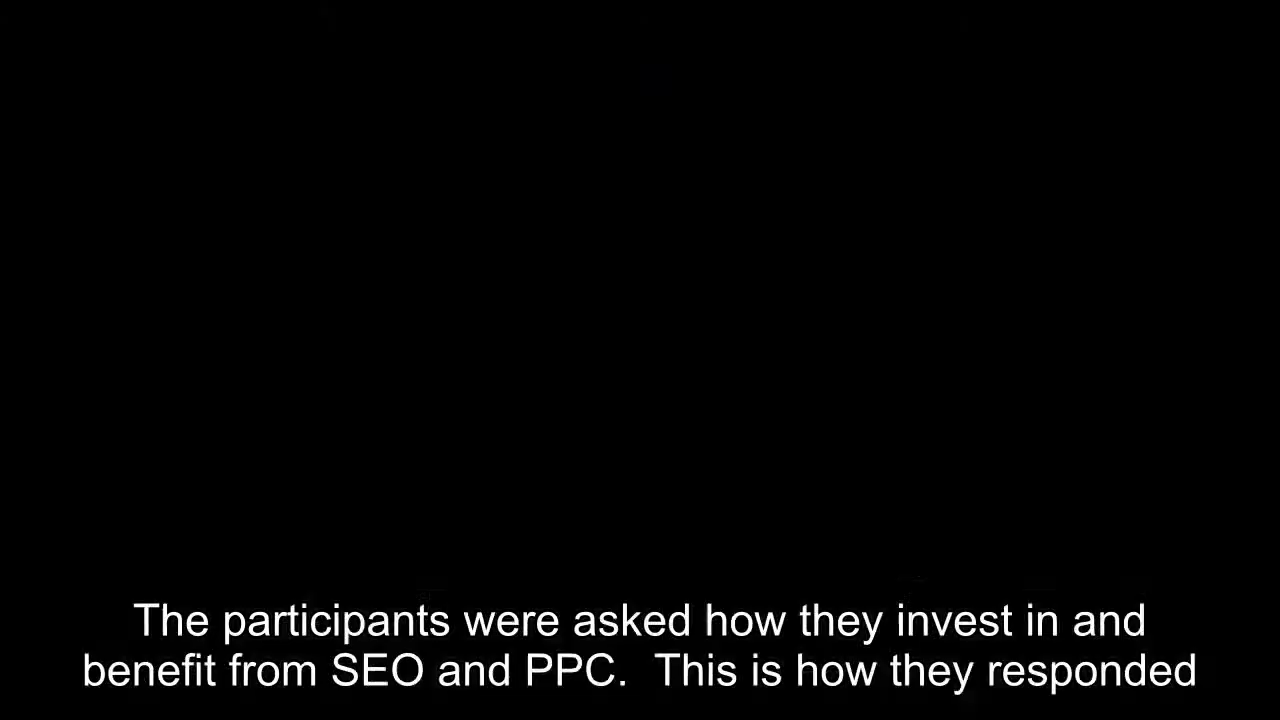 The participants were asked how they invest in and
benefit from SEO and PPC.  This is how they responded